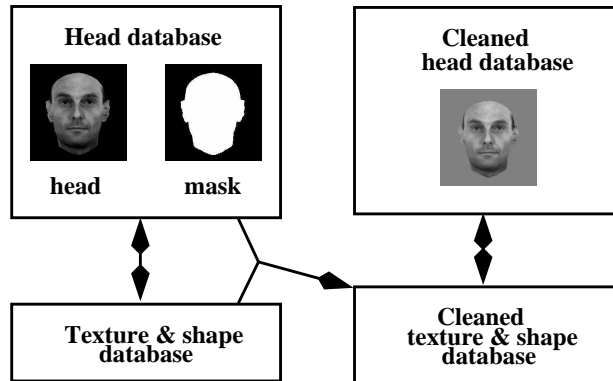 Head database
head
mask
Cleaned
head database
Texture & shape
database
Cleaned
texture & shape
database